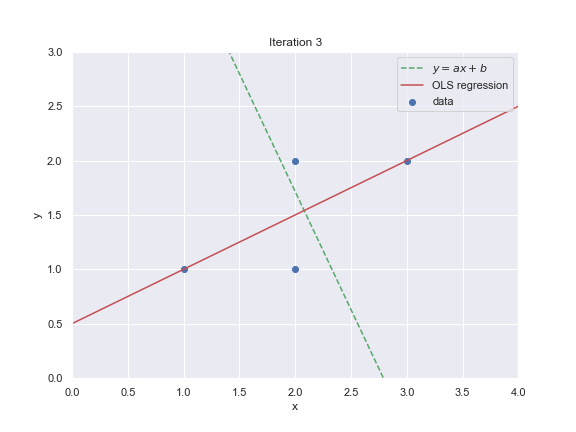 Iteration 3
y = ax + b
OLS regression
data
y
3.0
2.5
2.0
1.5
1.0
0.5
0.0
0.0 0.5 1.0 1.5 2.0 2.5 3.0 3.5 4.0
x